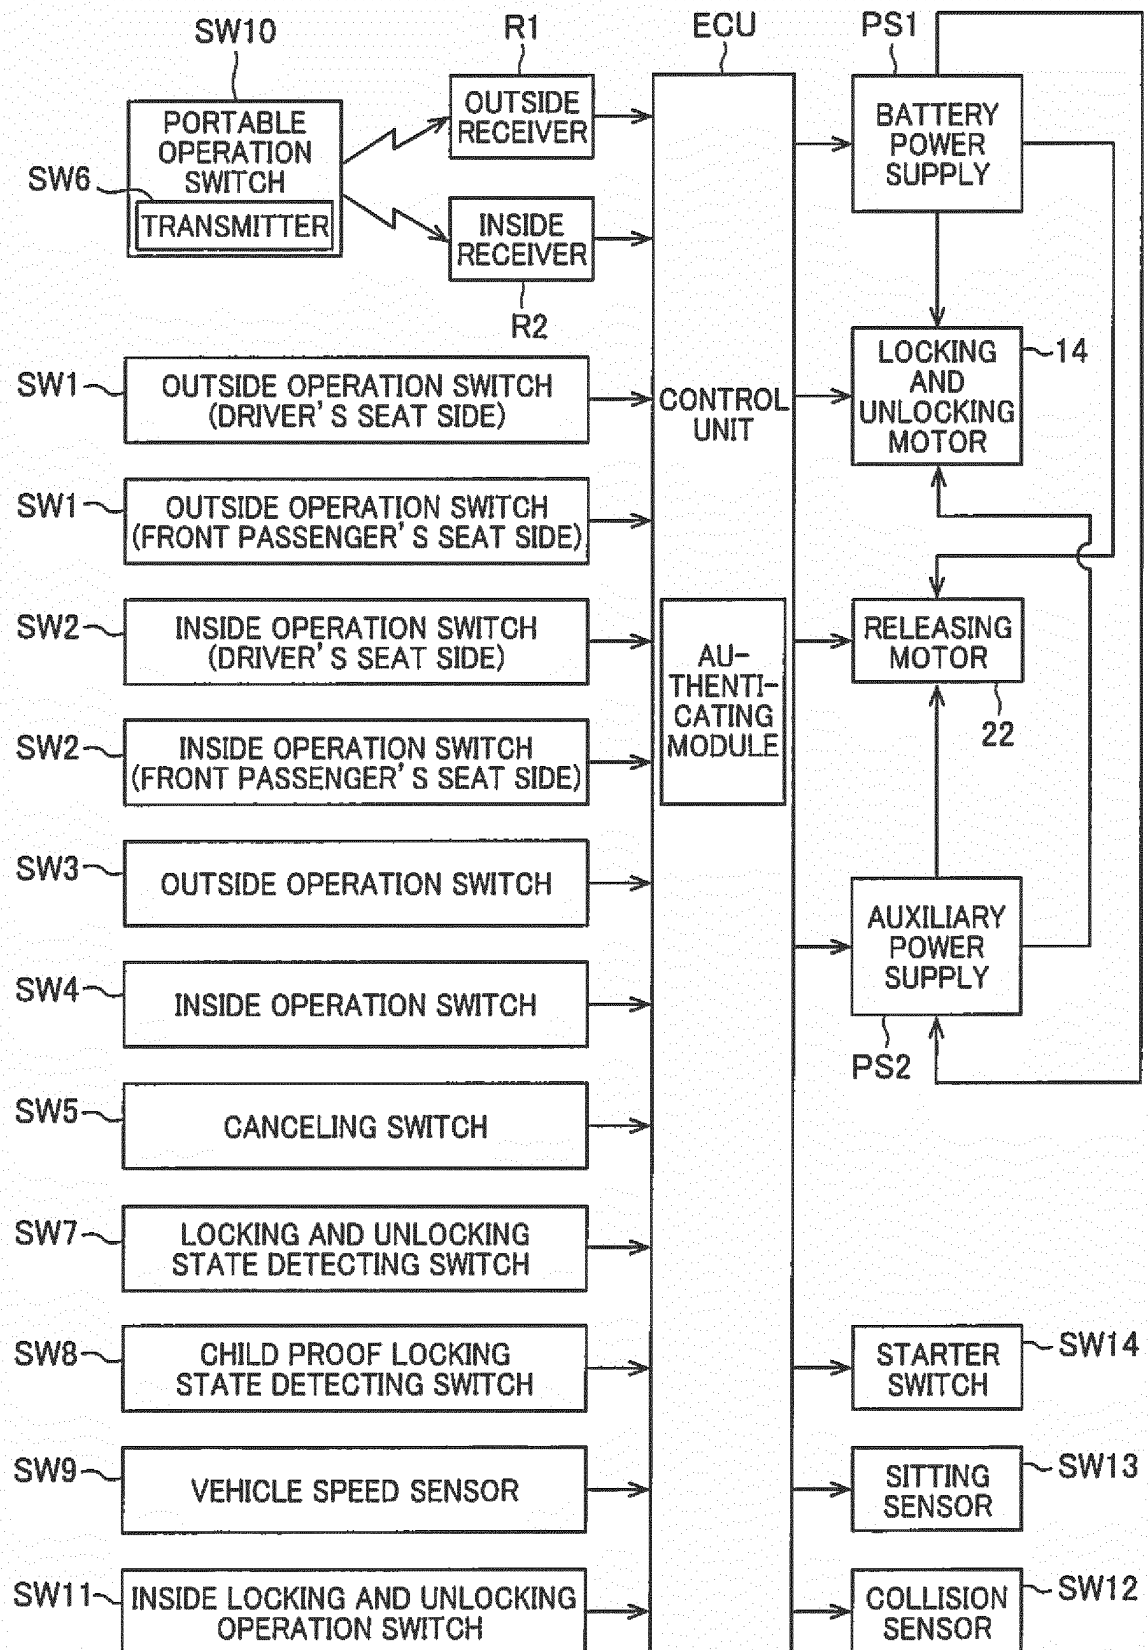 SW10
R1
ECU
PS1
PORTABLE
OPERATION
SWITCH
SW6
TRANSMITTER
OUTSIDE
RECEIVER
INSIDE
RECEIVER
R2
BATTERY
POWER
SUPPLY
SW1
OUTSIDE OPERATION SWITCH
(DRIVER'S SEAT SIDE)
CONTROL
UNIT
LOCKING
AND
UNLOCKING
MOTOR
14
SW1
OUTSIDE OPERATION SWITCH
(FRONT PASSENGER'S SEAT SIDE)
SW2
INSIDE OPERATION SWITCH
(DRIVER'S SEAT SIDE)
AU-
THENTI-
CATING
MODULE
RELEASING
MOTOR
22
SW2
INSIDE OPERATION SWITCH
(FRONT PASSENGER'S SEAT SIDE)
SW3
OUTSIDE OPERATION SWITCH
AUXILIARY
POWER
SUPPLY
PS2
SW4
INSIDE OPERATION SWITCH
SW5
CANCELING SWITCH
SW7
LOCKING AND UNLOCKING
STATE DETECTING SWITCH
SW8
CHILD PROOF LOCKING
STATE DETECTING SWITCH
STARTER
SWITCH
SW14
SW9
VEHICLE SPEED SENSOR
SITTING
SENSOR
SW13
SW11
INSIDE LOCKING AND UNLOCKING
OPERATION SWITCH
COLLISION
SENSOR
SW12